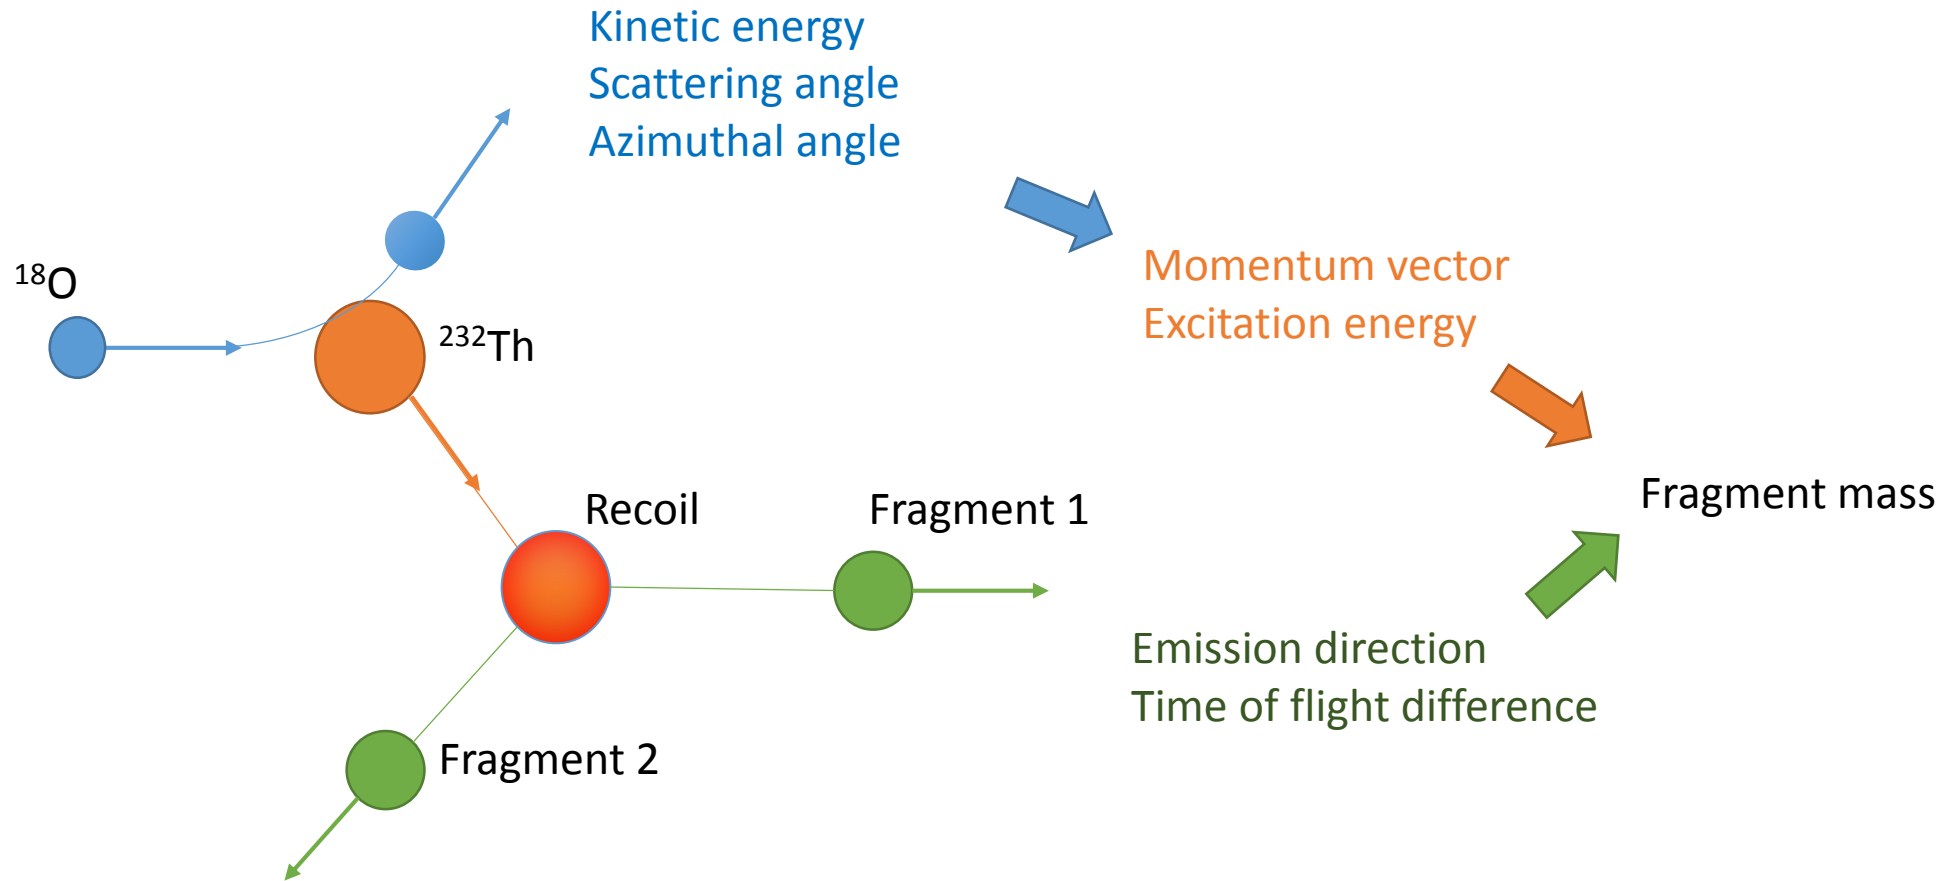 Kinetic energy
Scattering angle
Azimuthal angle
¹⁸O
²³²Th
Momentum vector
Excitation energy
Recoil
Fragment 1
Fragment mass
Emission direction
Time of flight difference
Fragment 2